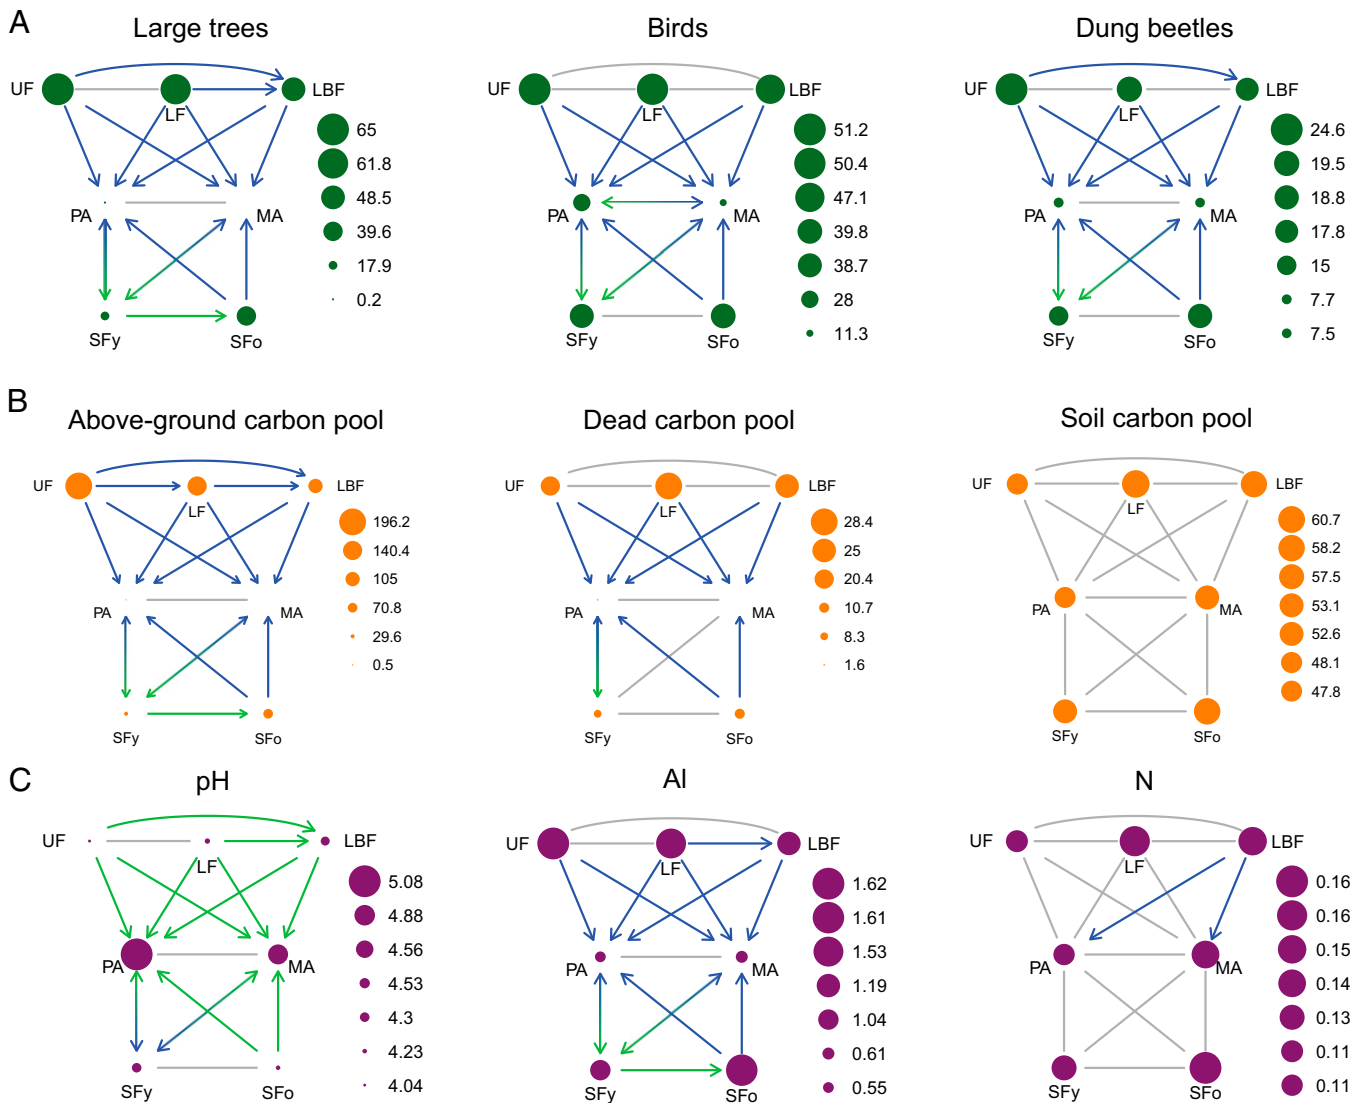 A
Large trees
UF
LF
LBF
PA
MA
SFy
SFo
65
61.8
48.5
39.6
17.9
0.2
Birds
UF
LF
LBF
PA
MA
SFy
SFo
51.2
50.4
47.1
39.8
38.7
28
11.3
Dung beetles
UF
LF
LBF
PA
MA
SFy
SFo
24.6
19.5
18.8
17.8
15
7.7
7.5
B
Above-ground carbon pool
UF
LF
LBF
PA
MA
SFy
SFo
196.2
140.4
105
70.8
29.6
0.5
Dead carbon pool
UF
LF
LBF
PA
MA
SFy
SFo
28.4
25
20.4
10.7
8.3
1.6
Soil carbon pool
UF
LF
LBF
PA
MA
SFy
SFo
60.7
58.2
57.5
53.1
52.6
48.1
47.8
C
pH
UF
LF
LBF
PA
MA
SFy
SFo
5.08
4.88
4.56
4.53
4.3
4.23
4.04
Al
UF
LF
LBF
PA
MA
SFy
SFo
1.62
1.61
1.53
1.19
1.04
0.61
0.55
N
UF
LF
LBF
PA
MA
SFy
SFo
0.16
0.16
0.15
0.14
0.13
0.11
0.11